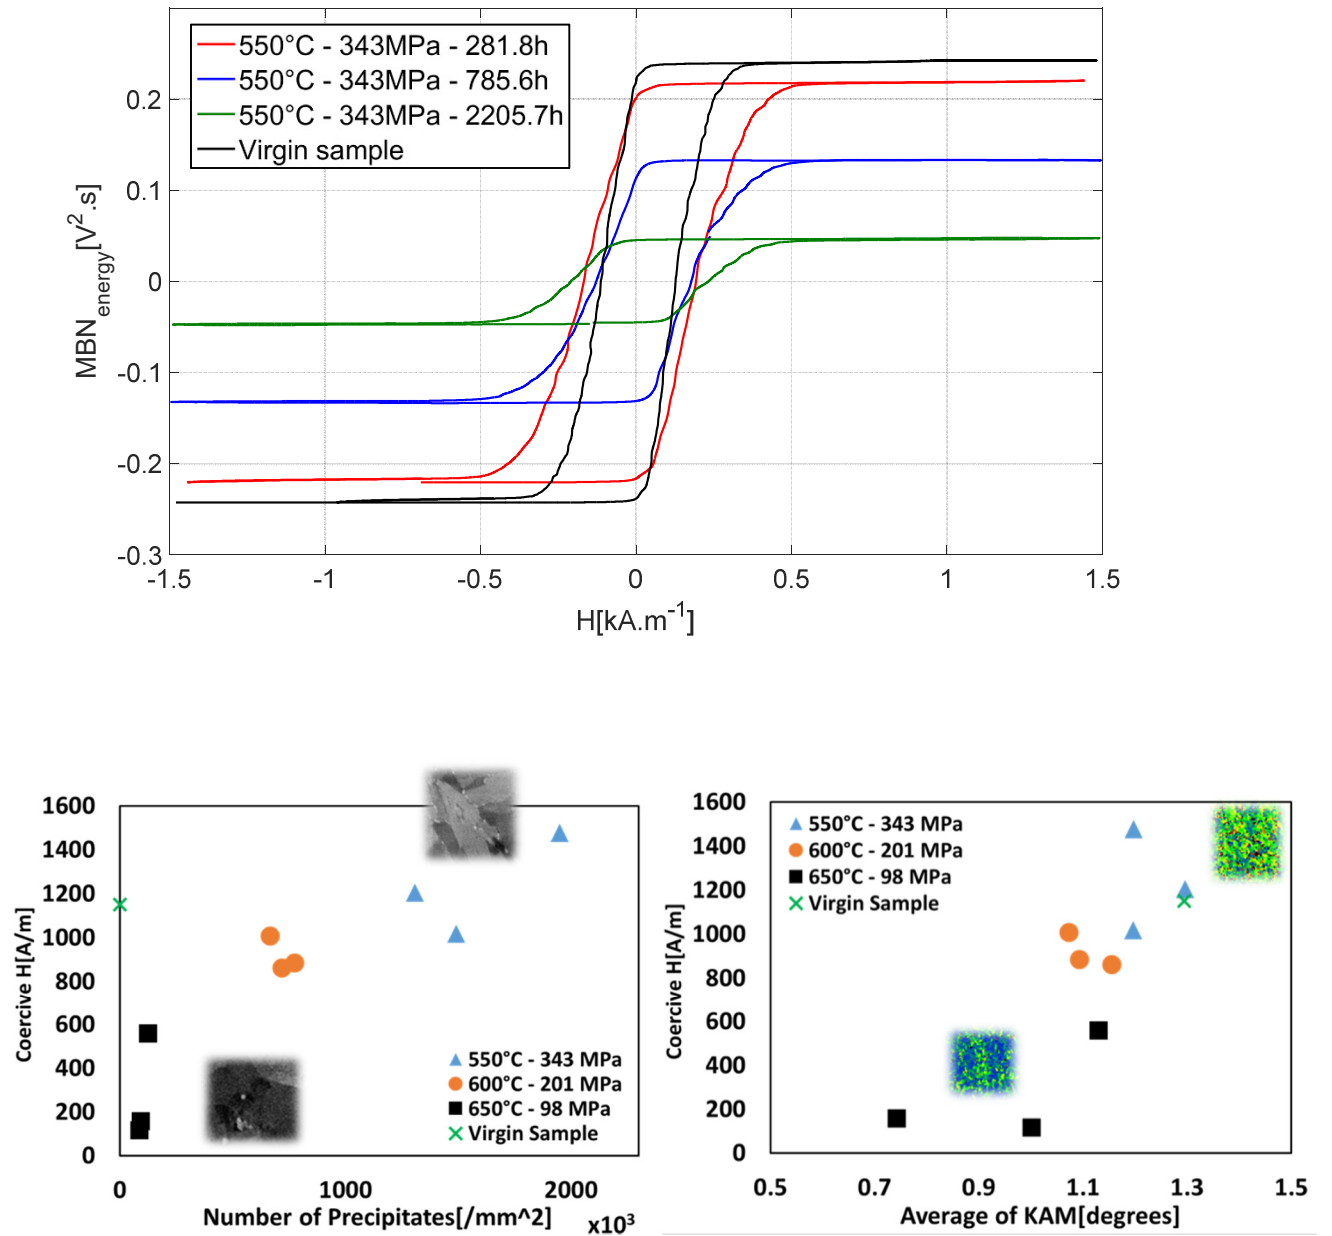 550°C - 343MPa - 281.8h
550°C - 343MPa - 785.6h
550°C - 343MPa - 2205.7h
Virgin sample
0.2
0.1
0
-0.1
-0.2
-0.3
MBN energy [V².s]
-1.5 -1 -0.5 0 0.5 1 1.5
H[kA.m⁻¹]
1600
1400
1200
1000
800
600
400
200
0
Coercive H[A/m]
550°C - 343 MPa
600°C - 201 MPa
650°C - 98 MPa
Virgin Sample
0 1000 2000
Number of Precipitates[/mm^2] x10³
1600
1400
1200
1000
800
600
400
200
0
Coercive H[A/m]
550°C - 343 MPa
600°C - 201 MPa
650°C - 98 MPa
Virgin Sample
0.5 0.7 0.9 1.1 1.3 1.5
Average of KAM[degrees]